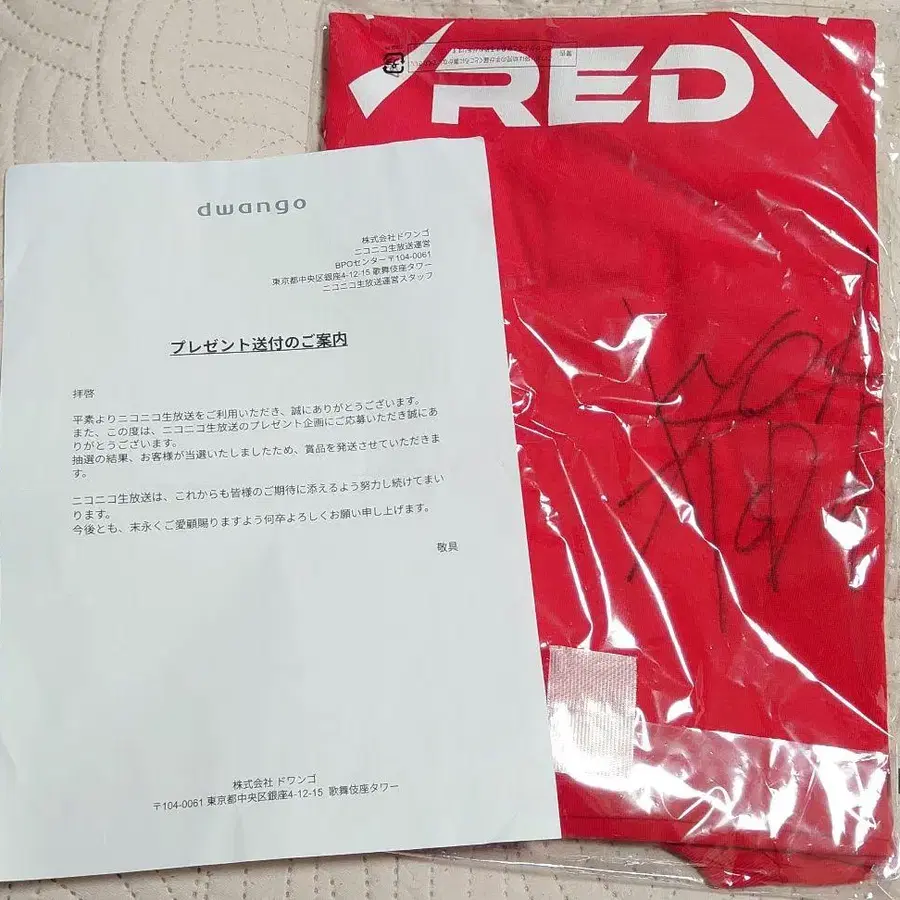 dwango
株式会社ドワンゴ
ニコニコ生放送運営
BPOセンター〒104-0061
東京都中央区銀座4-12-15 歌舞伎座タワー
ニコニコ生放送運営スタッフ
プレゼント送付のご案内
拝啓
平素よりニコニコ生放送をご利用いただき、誠にありがとうございます。
また、この度は、ニコニコ生放送のプレゼント企画にご応募いただき誠にあ
りがとうございます。
抽選の結果、お客様が当選いたしましたため、賞品を発送させていただきま
す。
ニコニコ生放送は、これからも皆様のご期待に添えるよう努力し続けてまい
ります。
今後とも、末永くご愛顧賜りますよう何卒よろしくお願い申し上げます。
敬具
株式会社 ドワンゴ
〒104-0061 東京都中央区銀座4-12-15 歌舞伎座タワー
RED